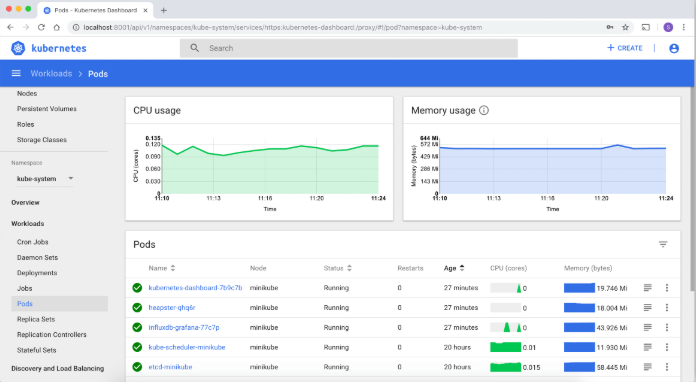 Pods - Kubernetes Dashboard
localhost:8001/api/v1/namespaces/kube-system/services/https:kubernetes-dashboard:/proxy/#!/pod?namespace=kube-system
S
kubernetes
Search
+ CREATE
Workloads > Pods
Nodes
Persistent Volumes
Roles
Storage Classes
Namespace
kube-system
Overview
Workloads
Cron Jobs
Daemon Sets
Deployments
Jobs
Pods
Replica Sets
Replication Controllers
Stateful Sets
Discovery and Load Balancing
CPU usage
CPU (cores)
0.135
0.120
0.090
0.060
0.030
0
11:10 11:13 11:16 11:20 11:24
Time
Memory usage
Memory (bytes)
644 Mi
572 Mi
429 Mi
286 Mi
143 Mi
0
11:10 11:13 11:16 11:20 11:24
Time
Pods
Name Node Status Restarts Age CPU (cores) Memory (bytes)
kubernetes-dashboard-7b9c7b minikube Running 0 27 minutes 0 19.746 Mi
heapster-qhq6r minikube Running 0 27 minutes 0 18.004 Mi
influxdb-grafana-77c7p minikube Running 0 27 minutes 0 43.926 Mi
kube-scheduler-minikube minikube Running 0 20 hours 0.01 11.930 Mi
etcd-minikube minikube Running 0 20 hours 0.015 58.445 Mi